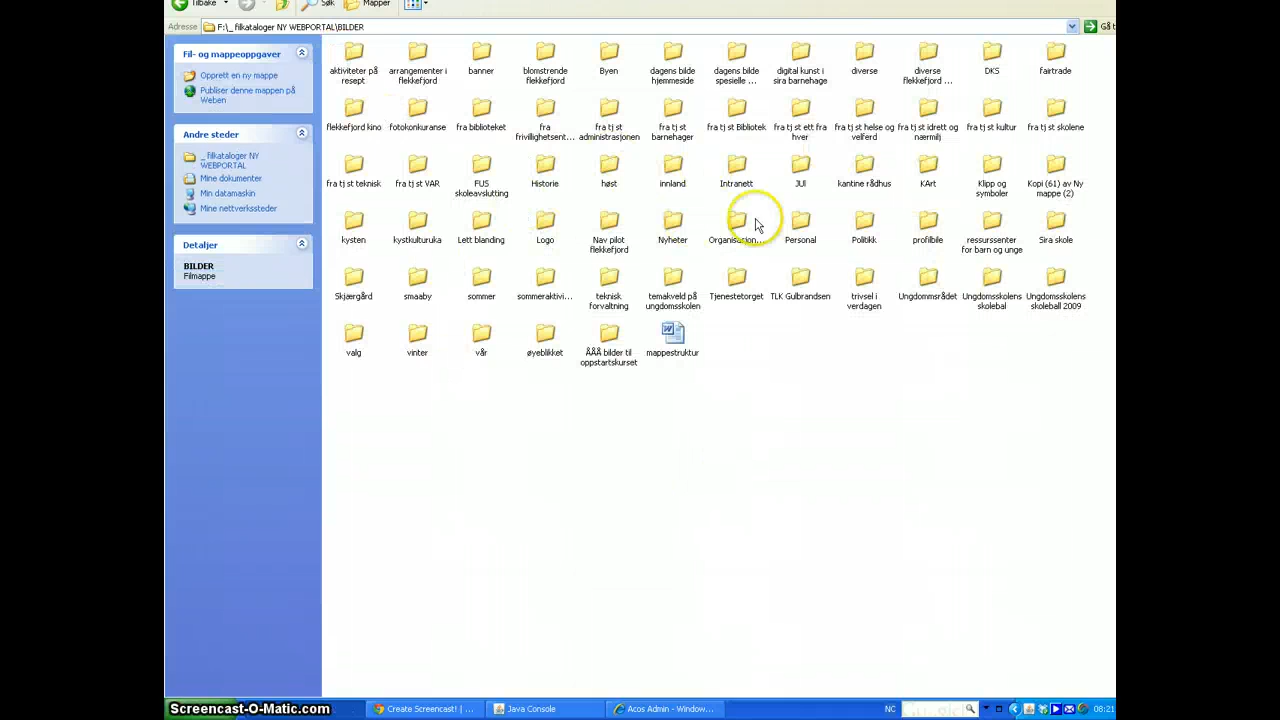 Tilbake
Søk
Mapper
Adresse
F:\_ filkataloger NY WEBPORTAL\BILDER
Gå t
Fil- og mappeoppgaver
Opprett en ny mappe
Publiser denne mappen på
Weben
Andre steder
_ filkataloger NY
WEBPORTAL
Mine dokumenter
Min datamaskin
Mine nettverkssteder
Detaljer
BILDER
Filmappe
aktiviteter på
resept
arrangementer i
flekkefjord
banner
blomstrende
flekkefjord
Byen
dagens bilde
hjemmeside
dagens bilde
spesielle ...
digital kunst i
sira barnehage
diverse
diverse
flekkefjord ...
DKS
fairtrade
flekkefjord kino
fotokonkuranse
fra biblioteket
fra
frivillighetsent...
fra tj st
administrasjonen
fra tj st
barnehager
fra tj st Bibliotek
fra tj st ett fra
hver
fra tj st helse og
velferd
fra tj st idrett og
nærmilj
fra tj st kultur
fra tj st skolene
fra tj st teknisk
fra tj st VAR
FUS
skoleavslutting
Historie
høst
innland
Intranett
JUl
kantine rådhus
KArt
Klipp og
symboler
Kopi (61) av Ny
mappe (2)
kysten
kystkulturuka
Lett blanding
Logo
Nav pilot
flekkefjord
Nyheter
Organisasjon...
Personal
Politikk
profilbile
ressurssenter
for barn og unge
Sira skole
Skjærgård
smaaby
sommer
sommeraktivi...
teknisk
forvaltning
temakveld på
ungdomsskolen
Tjenestetorget
TLK Gulbrandsen
trivsel i
verdagen
Ungdommsrådet
Ungdomsskolens
skolebal
Ungdomsskolens
skoleball 2009
valg
vinter
vår
øyeblikket
ÅÅÅ bilder til
oppstartskurset
mappestruktur
Screencast-O-Matic.com
Create Screencast! | ...
Java Console
Acos Admin - Window...
NC
08:21